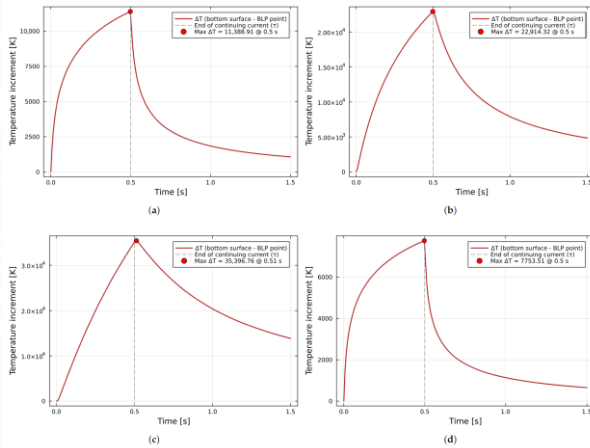 10,000
7500
5000
2500
0
0.0 0.5 1.0 1.5
Temperature increment [K]
Time [s]
ΔT (bottom surface - BLP point)
End of continuing current (τ)
Max ΔT = 11,388.91 @ 0.5 s
(a)
2.00×10⁴
1.50×10⁴
1.00×10⁴
5.00×10³
0
0.0 0.5 1.0 1.5
Temperature increment [K]
Time [s]
ΔT (bottom surface - BLP point)
End of continuing current (τ)
Max ΔT = 22,914.32 @ 0.5 s
(b)
3.0×10⁴
2.0×10⁴
1.0×10⁴
0
0.0 0.5 1.0 1.5
Temperature increment [K]
Time [s]
ΔT (bottom surface - BLP point)
End of continuing current (τ)
Max ΔT = 35,396.76 @ 0.51 s
(c)
6000
4000
2000
0
0.0 0.5 1.0 1.5
Temperature increment [K]
Time [s]
ΔT (bottom surface - BLP point)
End of continuing current (τ)
Max ΔT = 7753.51 @ 0.5 s
(d)